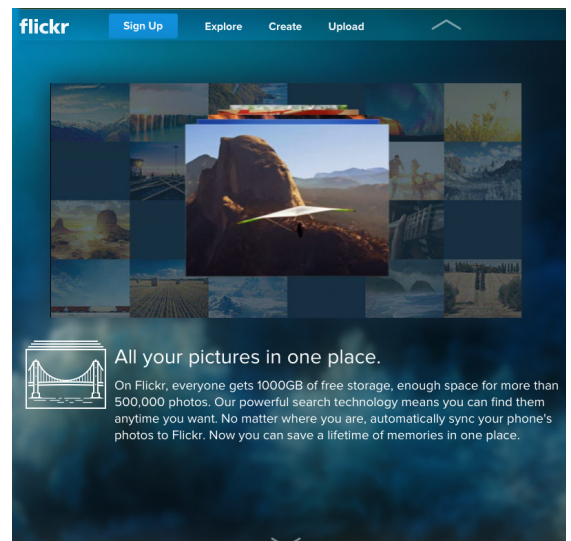 flickr Sign Up Explore Create Upload
All your pictures in one place.
On Flickr, everyone gets 1000GB of free storage, enough space for more than
500,000 photos. Our powerful search technology means you can find them
anytime you want. No matter where you are, automatically sync your phone's
photos to Flickr. Now you can save a lifetime of memories in one place.